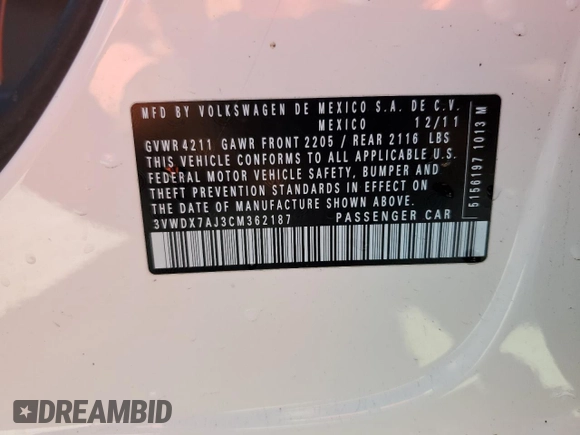 MFD BY VOLKSWAGEN DE MEXICO S.A. DE C.V.
MEXICO 12/11
GVWR 4211 GAWR FRONT 2205 / REAR 2116 LBS
THIS VEHICLE CONFORMS TO ALL APPLICABLE U.S.
FEDERAL MOTOR VEHICLE SAFETY, BUMPER AND
THEFT PREVENTION STANDARDS IN EFFECT ON
THE DATE OF MANUFACTURE SHOWN ABOVE.
3VWDX7AJ3CM362187 PASSENGER CAR
5156197 1013 M
DREAMBID